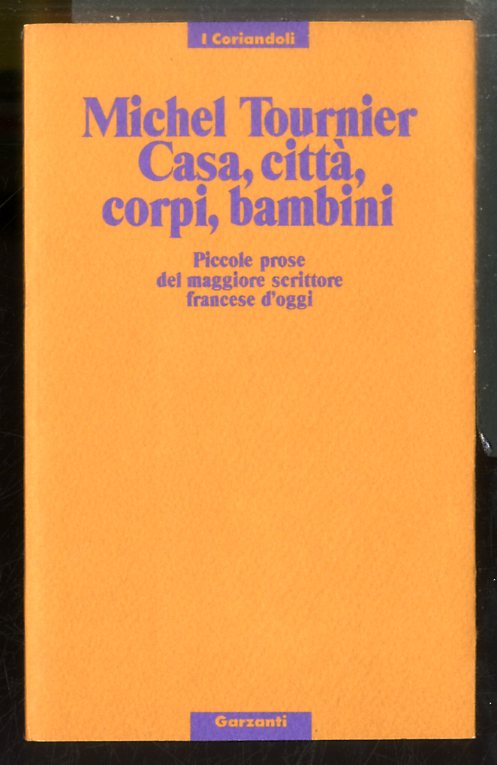 I Coriandoli
Michel Tournier
Casa, città,
corpi, bambini
Piccole prose
del maggiore scrittore
francese d'oggi
Garzanti